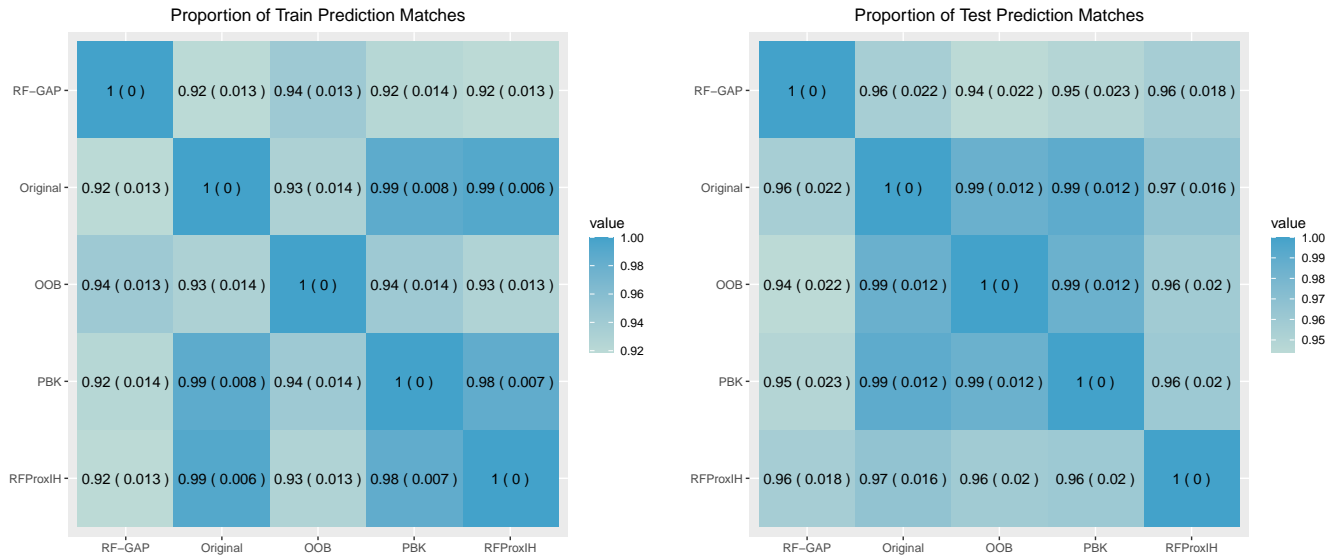 Proportion of Train Prediction Matches
RF−GAP 1 ( 0 ) 0.92 ( 0.013 ) 0.94 ( 0.013 ) 0.92 ( 0.014 ) 0.92 ( 0.013 )
Original 0.92 ( 0.013 ) 1 ( 0 ) 0.93 ( 0.014 ) 0.99 ( 0.008 ) 0.99 ( 0.006 )
OOB 0.94 ( 0.013 ) 0.93 ( 0.014 ) 1 ( 0 ) 0.94 ( 0.014 ) 0.93 ( 0.013 )
PBK 0.92 ( 0.014 ) 0.99 ( 0.008 ) 0.94 ( 0.014 ) 1 ( 0 ) 0.98 ( 0.007 )
RFProxIH 0.92 ( 0.013 ) 0.99 ( 0.006 ) 0.93 ( 0.013 ) 0.98 ( 0.007 ) 1 ( 0 )
RF−GAP Original OOB PBK RFProxIH
value
1.00
0.98
0.96
0.94
0.92
Proportion of Test Prediction Matches
RF−GAP 1 ( 0 ) 0.96 ( 0.022 ) 0.94 ( 0.022 ) 0.95 ( 0.023 ) 0.96 ( 0.018 )
Original 0.96 ( 0.022 ) 1 ( 0 ) 0.99 ( 0.012 ) 0.99 ( 0.012 ) 0.97 ( 0.016 )
OOB 0.94 ( 0.022 ) 0.99 ( 0.012 ) 1 ( 0 ) 0.99 ( 0.012 ) 0.96 ( 0.02 )
PBK 0.95 ( 0.023 ) 0.99 ( 0.012 ) 0.99 ( 0.012 ) 1 ( 0 ) 0.96 ( 0.02 )
RFProxIH 0.96 ( 0.018 ) 0.97 ( 0.016 ) 0.96 ( 0.02 ) 0.96 ( 0.02 ) 1 ( 0 )
RF−GAP Original OOB PBK RFProxIH
value
1.00
0.99
0.98
0.97
0.96
0.95